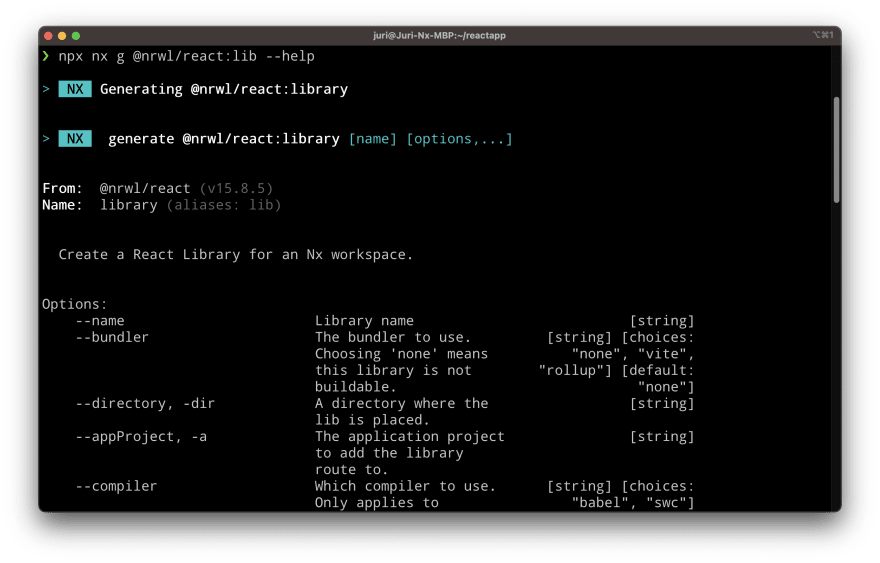 juri@Juri-Nx-MBP:~/reactapp ⌥⌘1
❯ npx nx g @nrwl/react:lib --help
> NX Generating @nrwl/react:library
> NX generate @nrwl/react:library [name] [options,...]
From: @nrwl/react (v15.8.5)
Name: library (aliases: lib)
Create a React Library for an Nx workspace.
Options:
--name Library name [string]
--bundler The bundler to use. [string] [choices:
Choosing 'none' means "none", "vite",
this library is not "rollup"] [default:
buildable. "none"]
--directory, -dir A directory where the [string]
lib is placed.
--appProject, -a The application project [string]
to add the library
route to.
--compiler Which compiler to use. [string] [choices:
Only applies to "babel", "swc"]